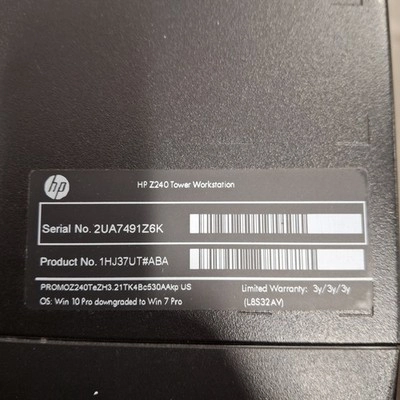 hp
HP Z240 Tower Workstation
Serial No. 2UA7491Z6K
Product No. 1HJ37UT#ABA
PROMOZ240TeZH3.21TK4Bc530AAkp US Limited Warranty: 3y/3y/3y
OS: Win 10 Pro downgraded to Win 7 Pro (L8S32AV)